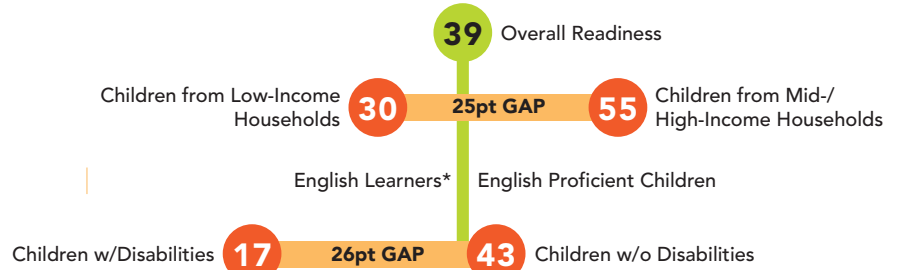 39 Overall Readiness
Children from Low-Income
Households
30
25pt GAP
55
Children from Mid-/
High-Income Households
English Learners* English Proficient Children
Children w/Disabilities 17 26pt GAP 43 Children w/o Disabilities